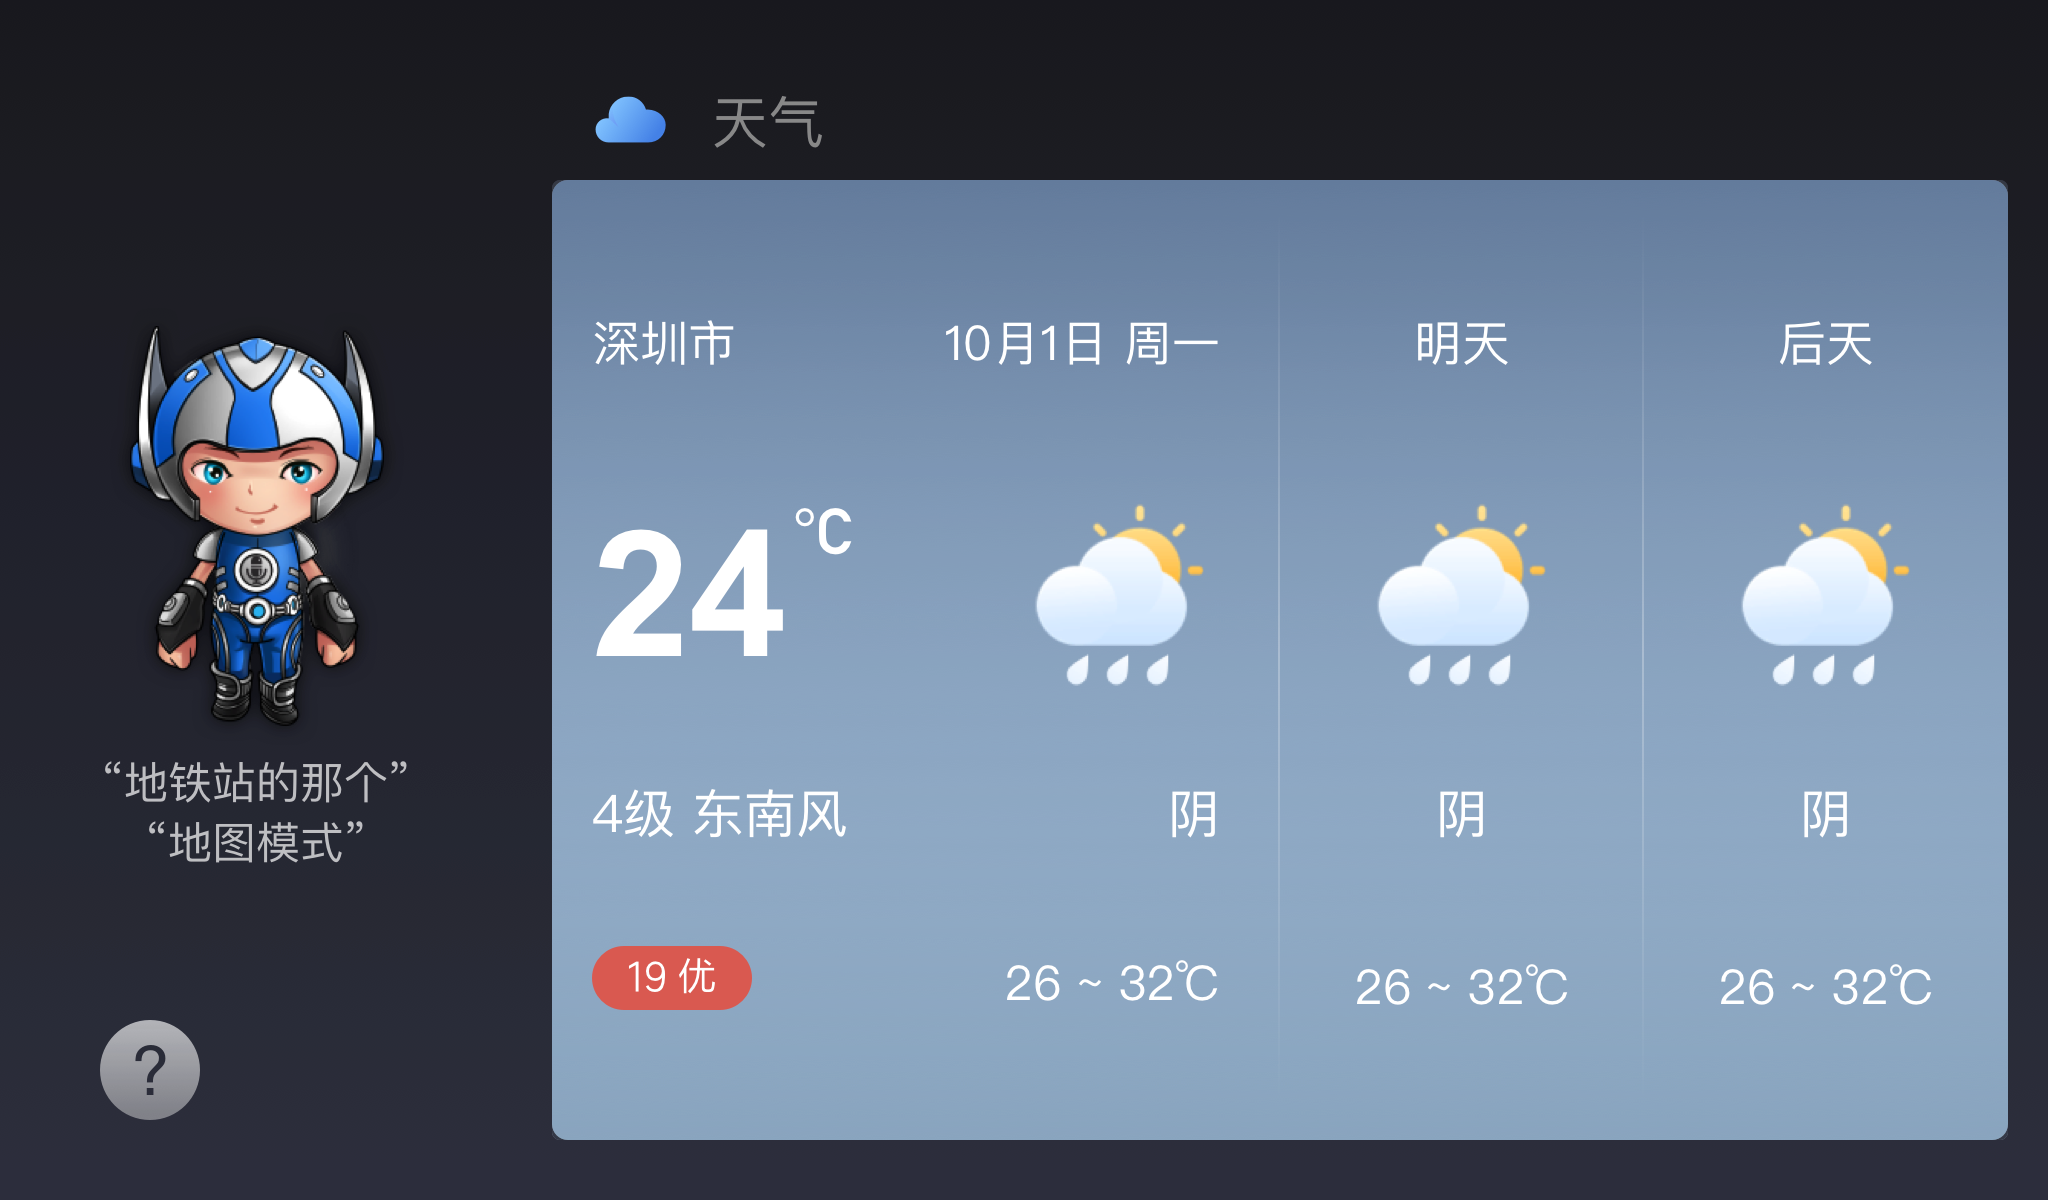 天气
深圳市
10月1日 周一
明天
后天
24℃
4级 东南风
阴
阴
阴
19 优
26 ~ 32℃
26 ~ 32℃
26 ~ 32℃
“地铁站的那个”
“地图模式”
?